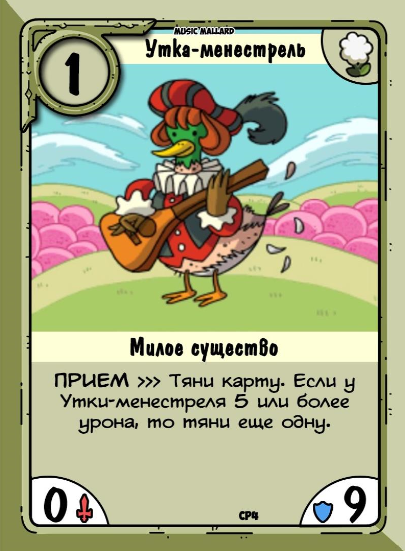 MUSIC MALLARD
1
Утка-менестрель
Милое существо
ПРИЕМ >>> Тяни карту. Если у
Утки-менестреля 5 или более
урона, то тяни еще одну.
0
CP4
9